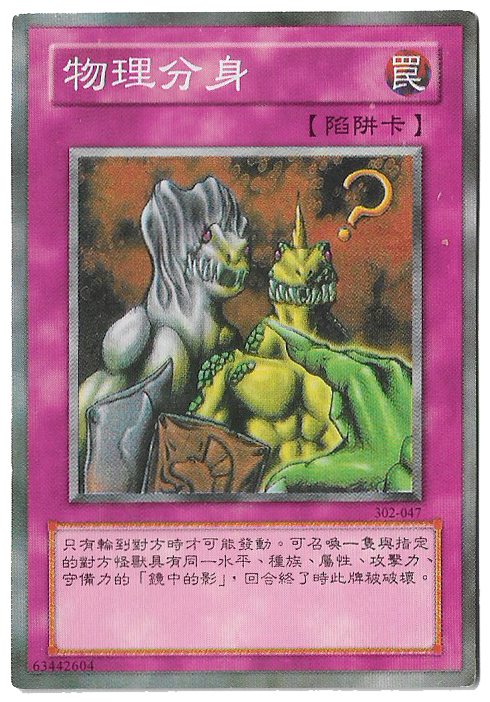 物理分身
罠
【陷阱卡】
?
302-047
只有輪到對方時才可能發動。可召喚一隻與指定
的對方怪獸具有同一水平、種族、屬性、攻擊力、
守備力的「鏡中的影」,回合終了時此牌被破壞。
63442604